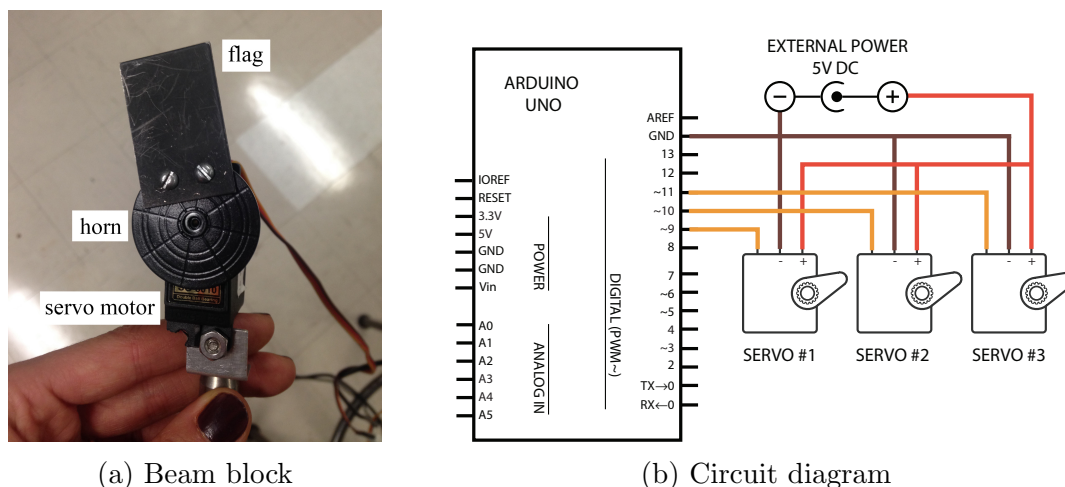 flag
horn
servo motor
(a) Beam block
EXTERNAL POWER
5V DC
−
+
ARDUINO
UNO
AREF
GND
13
12
~11
~10
~9
8
7
~6
~5
4
~3
2
TX→0
RX←0
IOREF
RESET
3.3V
5V
GND
GND
Vin
A0
A1
A2
A3
A4
A5
POWER
ANALOG IN
DIGITAL (PWM~)
- +
- +
- +
SERVO #1
SERVO #2
SERVO #3
(b) Circuit diagram